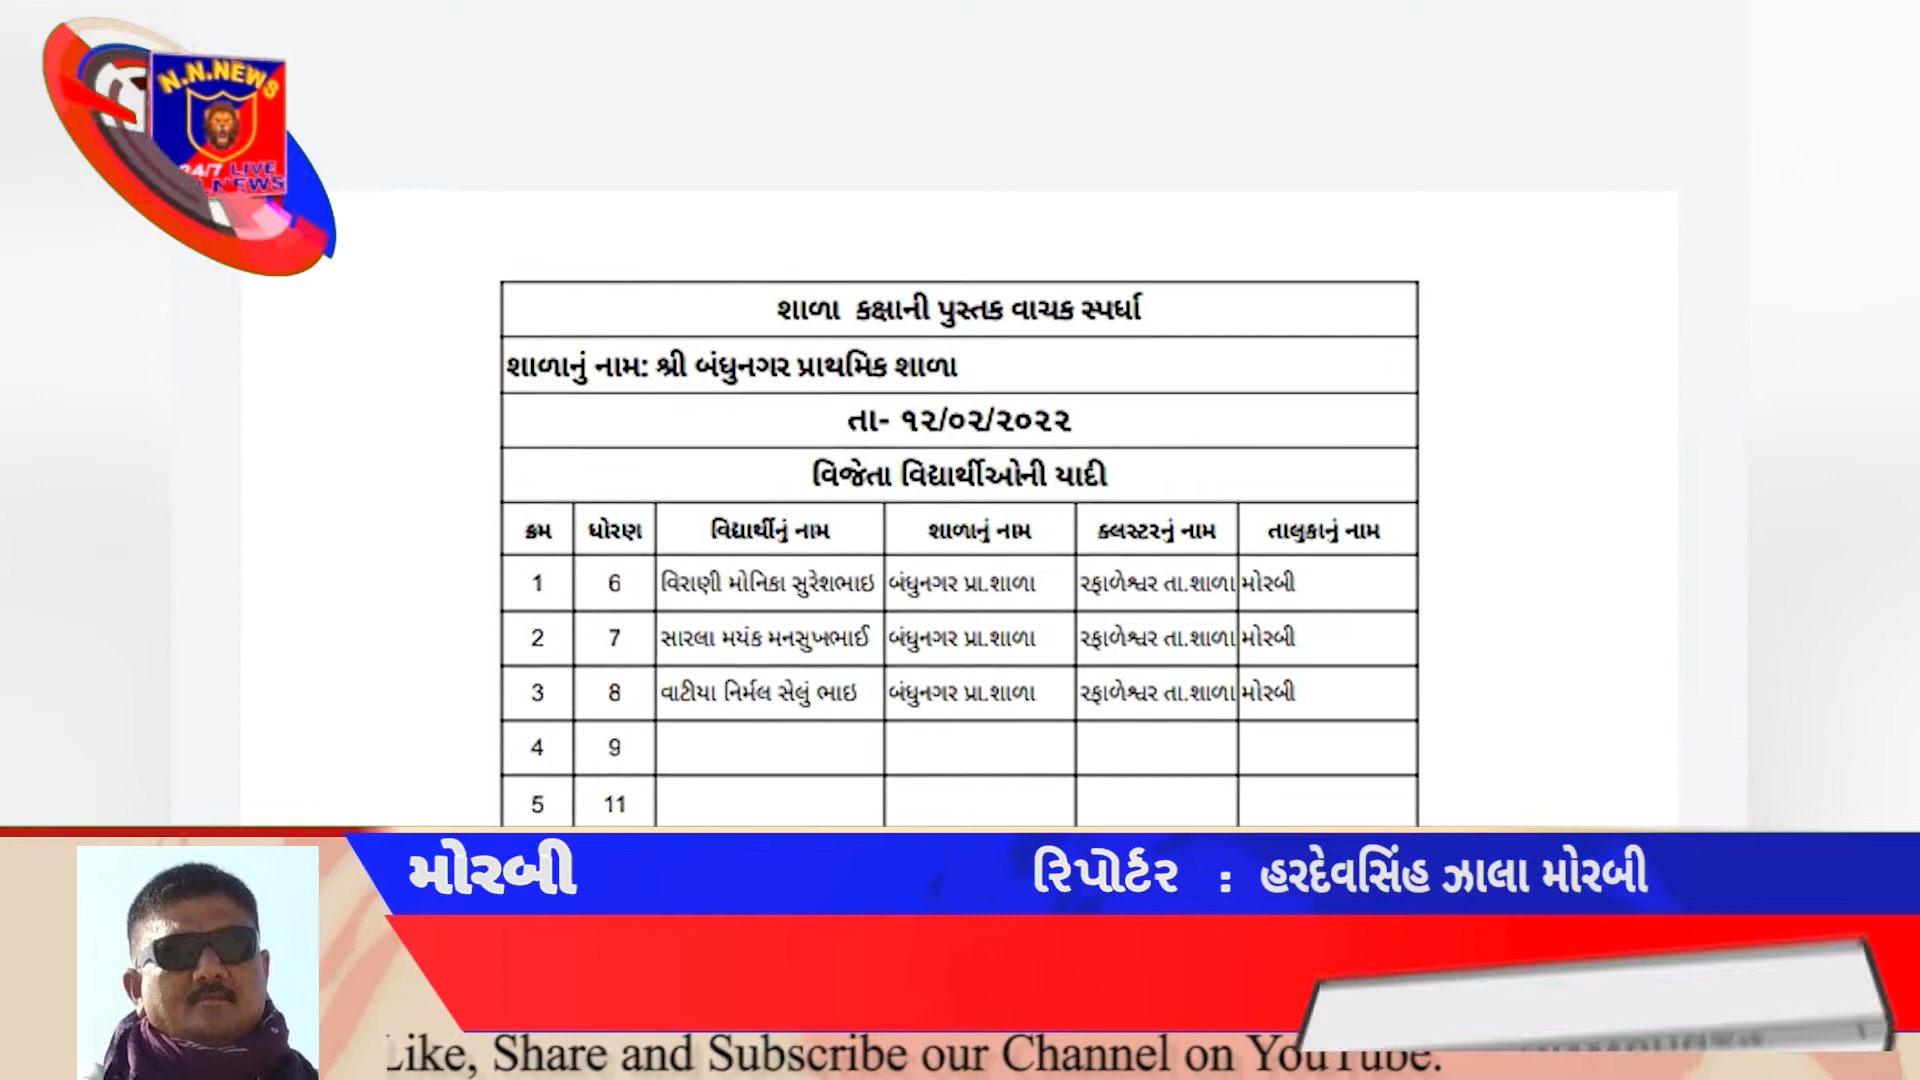 N.N.NEWS
24/7 LIVE
N.NEWS
શાળા કક્ષાની પુસ્તક વાચક સ્પર્ધા
શાળાનું નામ: શ્રી બંધુનગર પ્રાથમિક શાળા
તા- ૧૨/૦૨/૨૦૨૨
વિજેતા વિદ્યાર્થીઓની યાદી
ક્રમ ધોરણ વિદ્યાર્થીનું નામ શાળાનું નામ ક્લસ્ટરનું નામ તાલુકાનું નામ
1 6 વિરાણી મોનિકા સુરેશભાઇ બંધુનગર પ્રા.શાળા રફાળેશ્વર તા.શાળા મોરબી
2 7 સારલા મયંક મનસુખભાઈ બંધુનગર પ્રા.શાળા રફાળેશ્વર તા.શાળા મોરબી
3 8 વાટીયા નિર્મલ સેલું ભાઇ બંધુનગર પ્રા.શાળા રફાળેશ્વર તા.શાળા મોરબી
4 9
5 11
મોરબી રિપોર્ટર : હરદેવસિંહ ઝાલા મોરબી
Like, Share and Subscribe our Channel on YouTube.